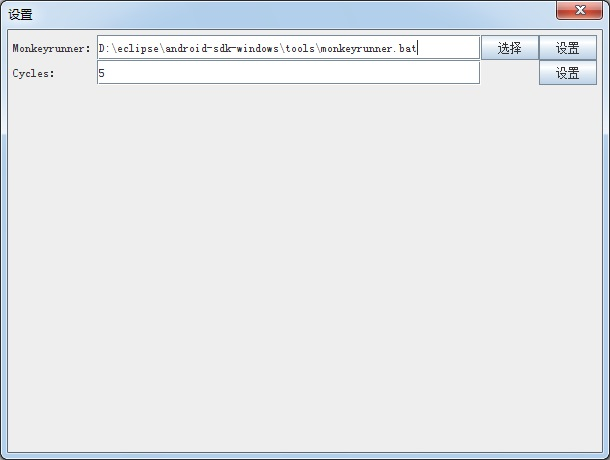 设置
Monkeyrunner: D:\eclipse\android-sdk-windows\tools\monkeyrunner.bat 选择 设置
Cycles: 5 设置